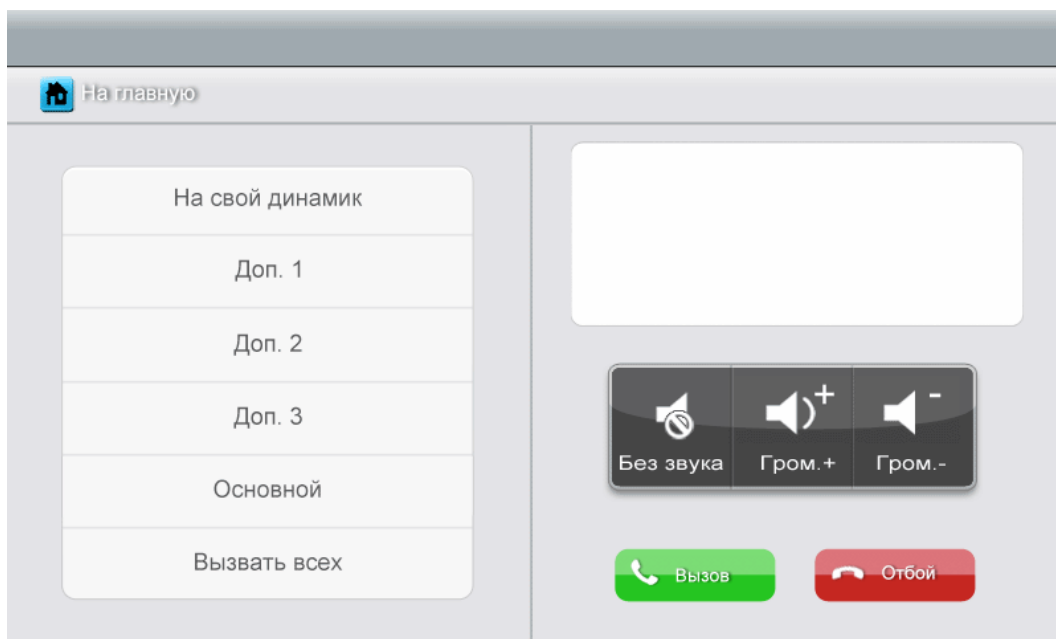 На главную
На свой динамик
Доп. 1
Доп. 2
Доп. 3
Основной
Вызвать всех
Без звука
Гром.+
Гром.-
Вызов
Отбой